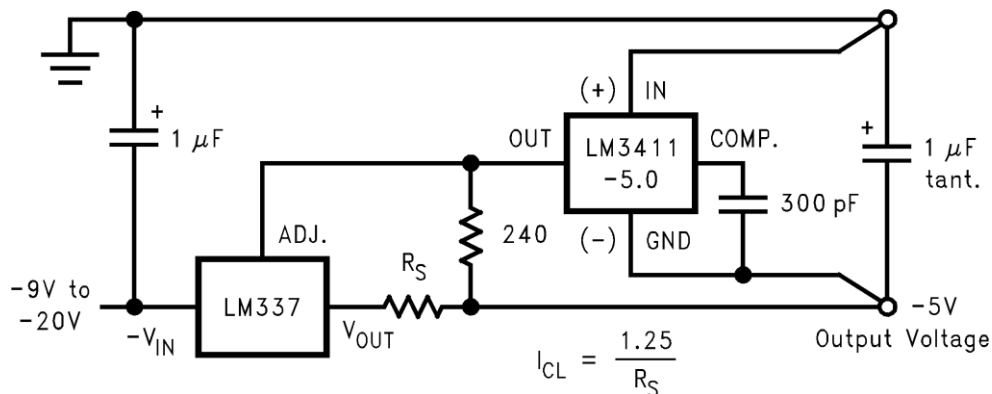 +
1 μF
(+) IN
OUT
LM3411
-5.0
COMP.
+
1 μF
tant.
300 pF
(-) GND
240
ADJ.
R_S
-9V to
-20V
-V_IN
LM337
V_OUT
I_CL = 1.25
R_S
-5V
Output Voltage